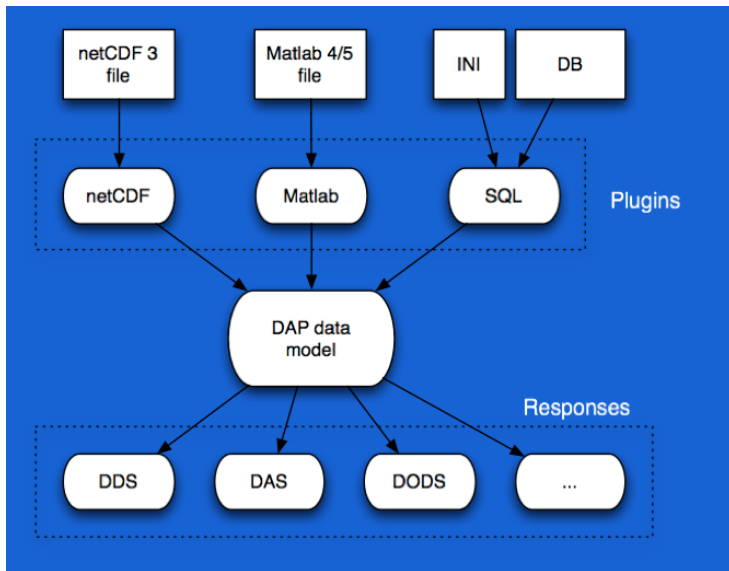 netCDF 3
file
Matlab 4/5
file
INI
DB
netCDF
Matlab
SQL
Plugins
DAP data
model
Responses
DDS
DAS
DODS
...